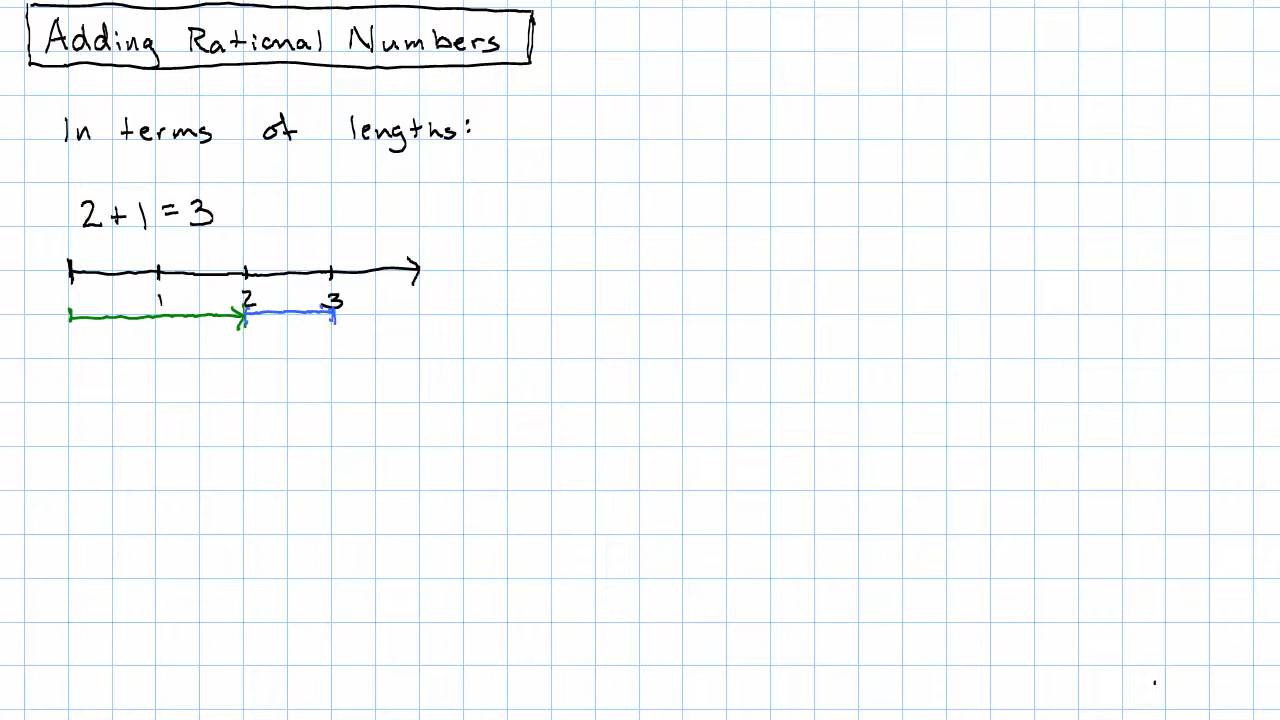 Adding Rational Numbers
In terms of lengths:
2 + 1 = 3
1 2 3